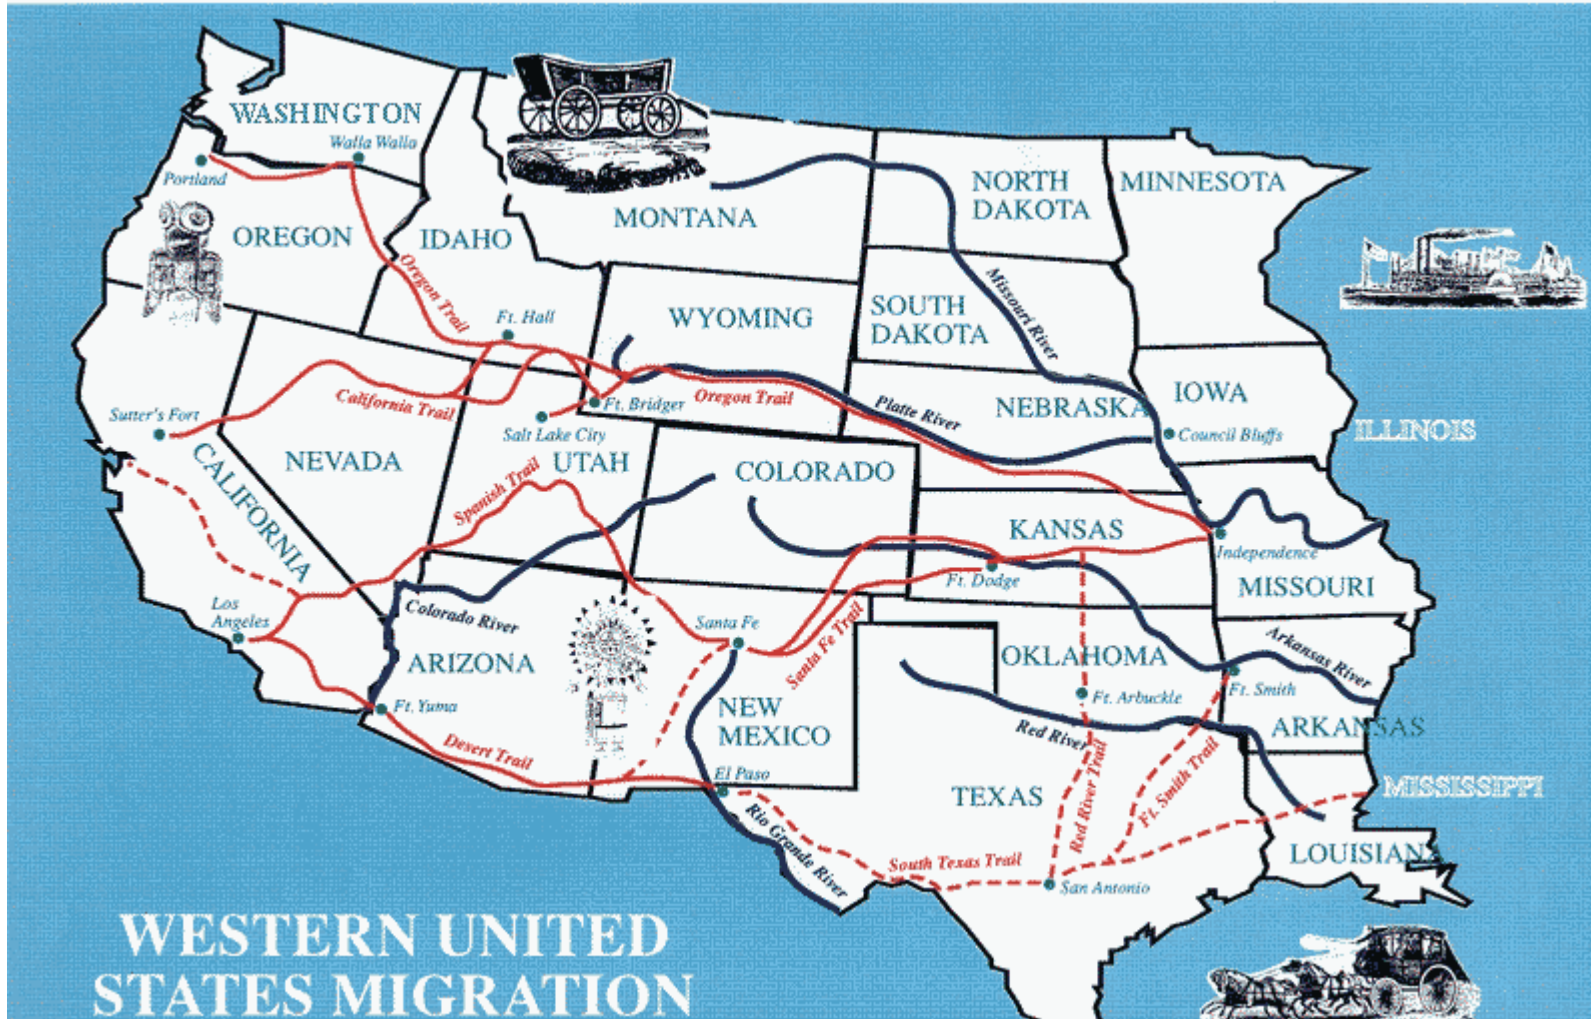 WASHINGTON
Walla Walla
Portland
OREGON
IDAHO
MONTANA
NORTH
DAKOTA
MINNESOTA
Oregon Trail
Ft. Hall
WYOMING
SOUTH
DAKOTA
Missouri River
IOWA
California Trail
Ft. Bridger
Oregon Trail
Platte River
NEBRASKA
Sutter's Fort
Salt Lake City
Council Bluffs
ILLINOIS
CALIFORNIA
NEVADA
Spanish Trail
UTAH
COLORADO
KANSAS
Independence
Ft. Dodge
MISSOURI
Los
Angeles
Colorado River
Santa Fe
Santa Fe Trail
ARIZONA
OKLAHOMA
Arkansas River
Ft. Yuma
NEW
MEXICO
Ft. Arbuckle
Ft. Smith
Red River
ARKANSAS
Desert Trail
El Paso
TEXAS
Red River Trail
Ft. Smith Trail
MISSISSIPPI
Rio Grande River
South Texas Trail
San Antonio
LOUISIANA
WESTERN UNITED
STATES MIGRATION